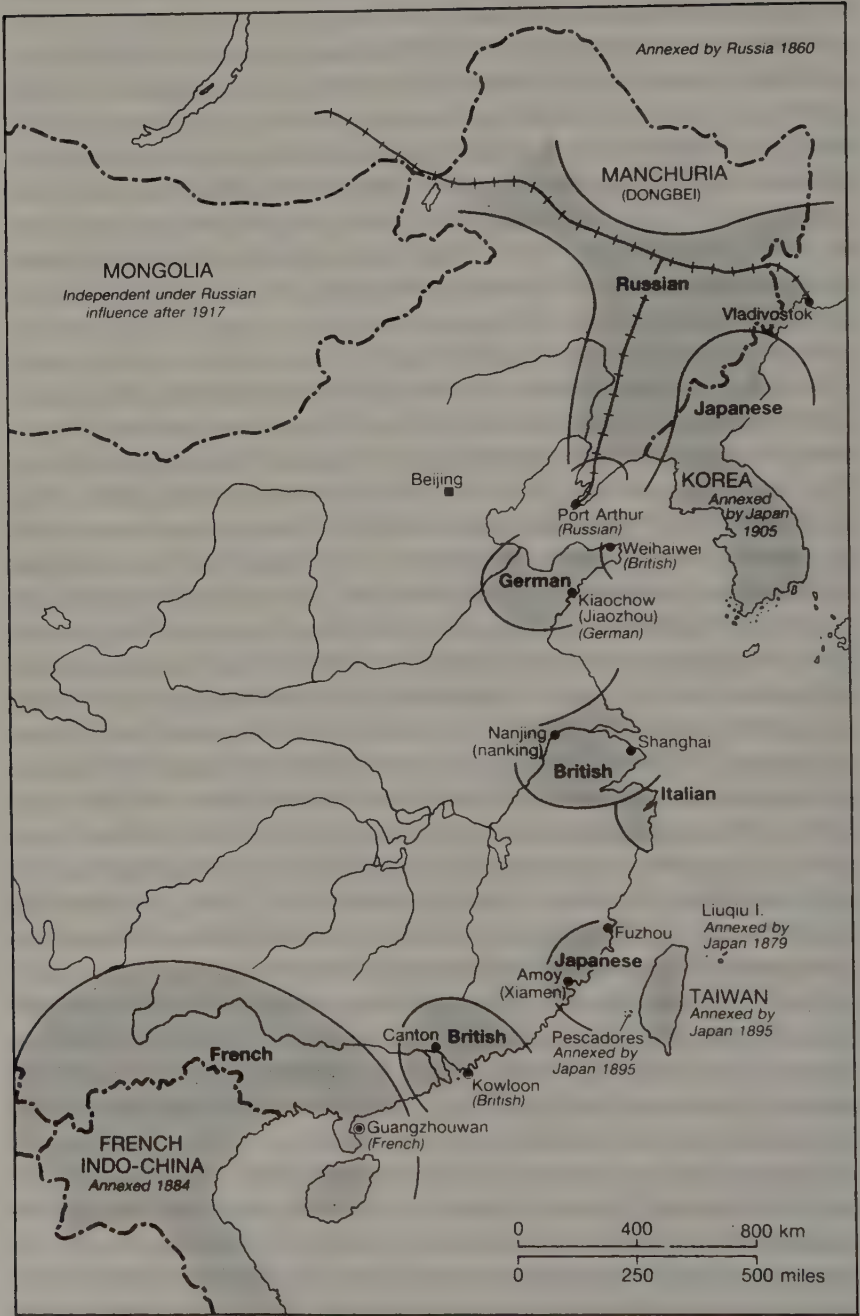 Annexed by Russia 1860
MANCHURIA
(DONGBEI)
MONGOLIA
Independent under Russian
influence after 1917
Russian
Vladivostok
Japanese
Beijing
KOREA
Annexed
by Japan
1905
Port Arthur
(Russian)
Weihaiwei
(British)
German
Kiaochow
(Jiaozhou)
(German)
Nanjing
(nanking)
Shanghai
British
Italian
Liuqiu I.
Annexed by
Japan 1879
Fuzhou
Japanese
Amoy
(Xiamen)
TAIWAN
Annexed by
Japan 1895
Pescadores
Annexed by
Japan 1895
Canton
British
French
Kowloon
(British)
Guangzhouwan
(French)
FRENCH
INDO-CHINA
Annexed 1884
0 400 800 km
0 250 500 miles